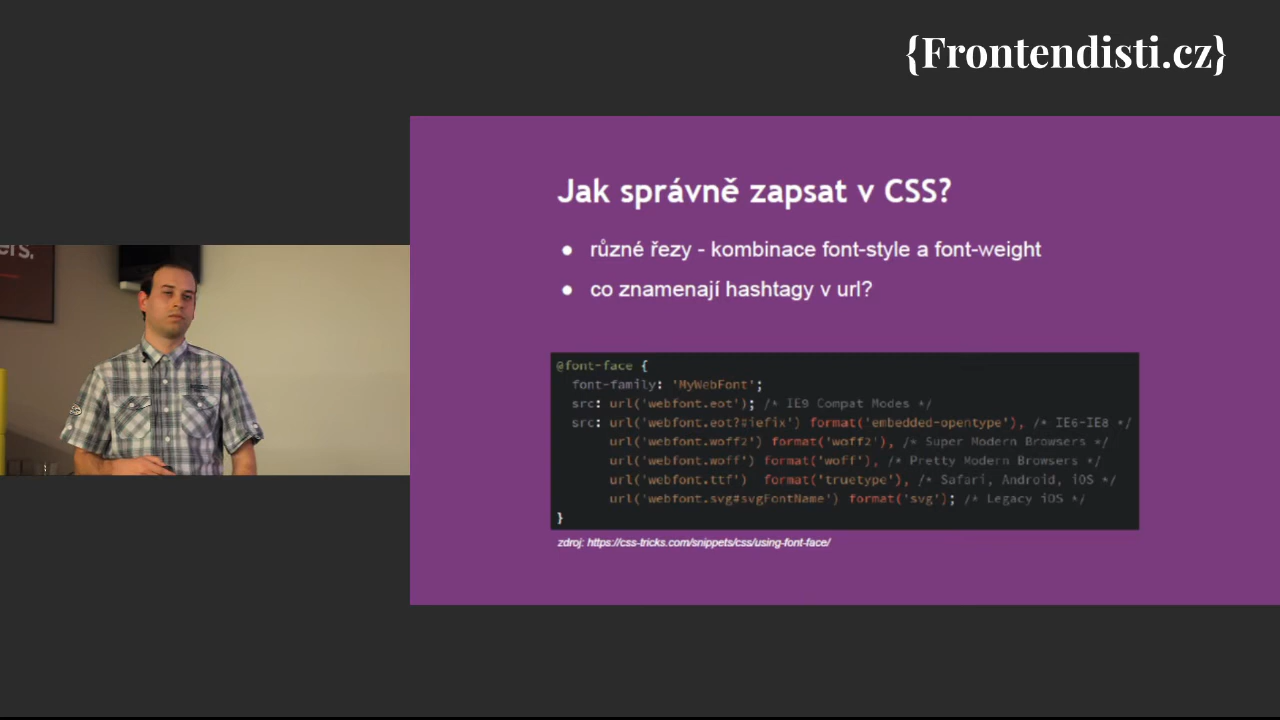 {Frontendisti.cz}
Jak správně zapsat v CSS?
● různé řezy - kombinace font-style a font-weight
● co znamenají hashtagy v url?
@font-face {
font-family: 'MyWebFont';
src: url('webfont.eot'); /* IE9 Compat Modes */
src: url('webfont.eot?#iefix') format('embedded-opentype'), /* IE6-IE8 */
url('webfont.woff2') format('woff2'), /* Super Modern Browsers */
url('webfont.woff') format('woff'), /* Pretty Modern Browsers */
url('webfont.ttf') format('truetype'), /* Safari, Android, iOS */
url('webfont.svg#svgFontName') format('svg'); /* Legacy iOS */
}
zdroj: https://css-tricks.com/snippets/css/using-font-face/